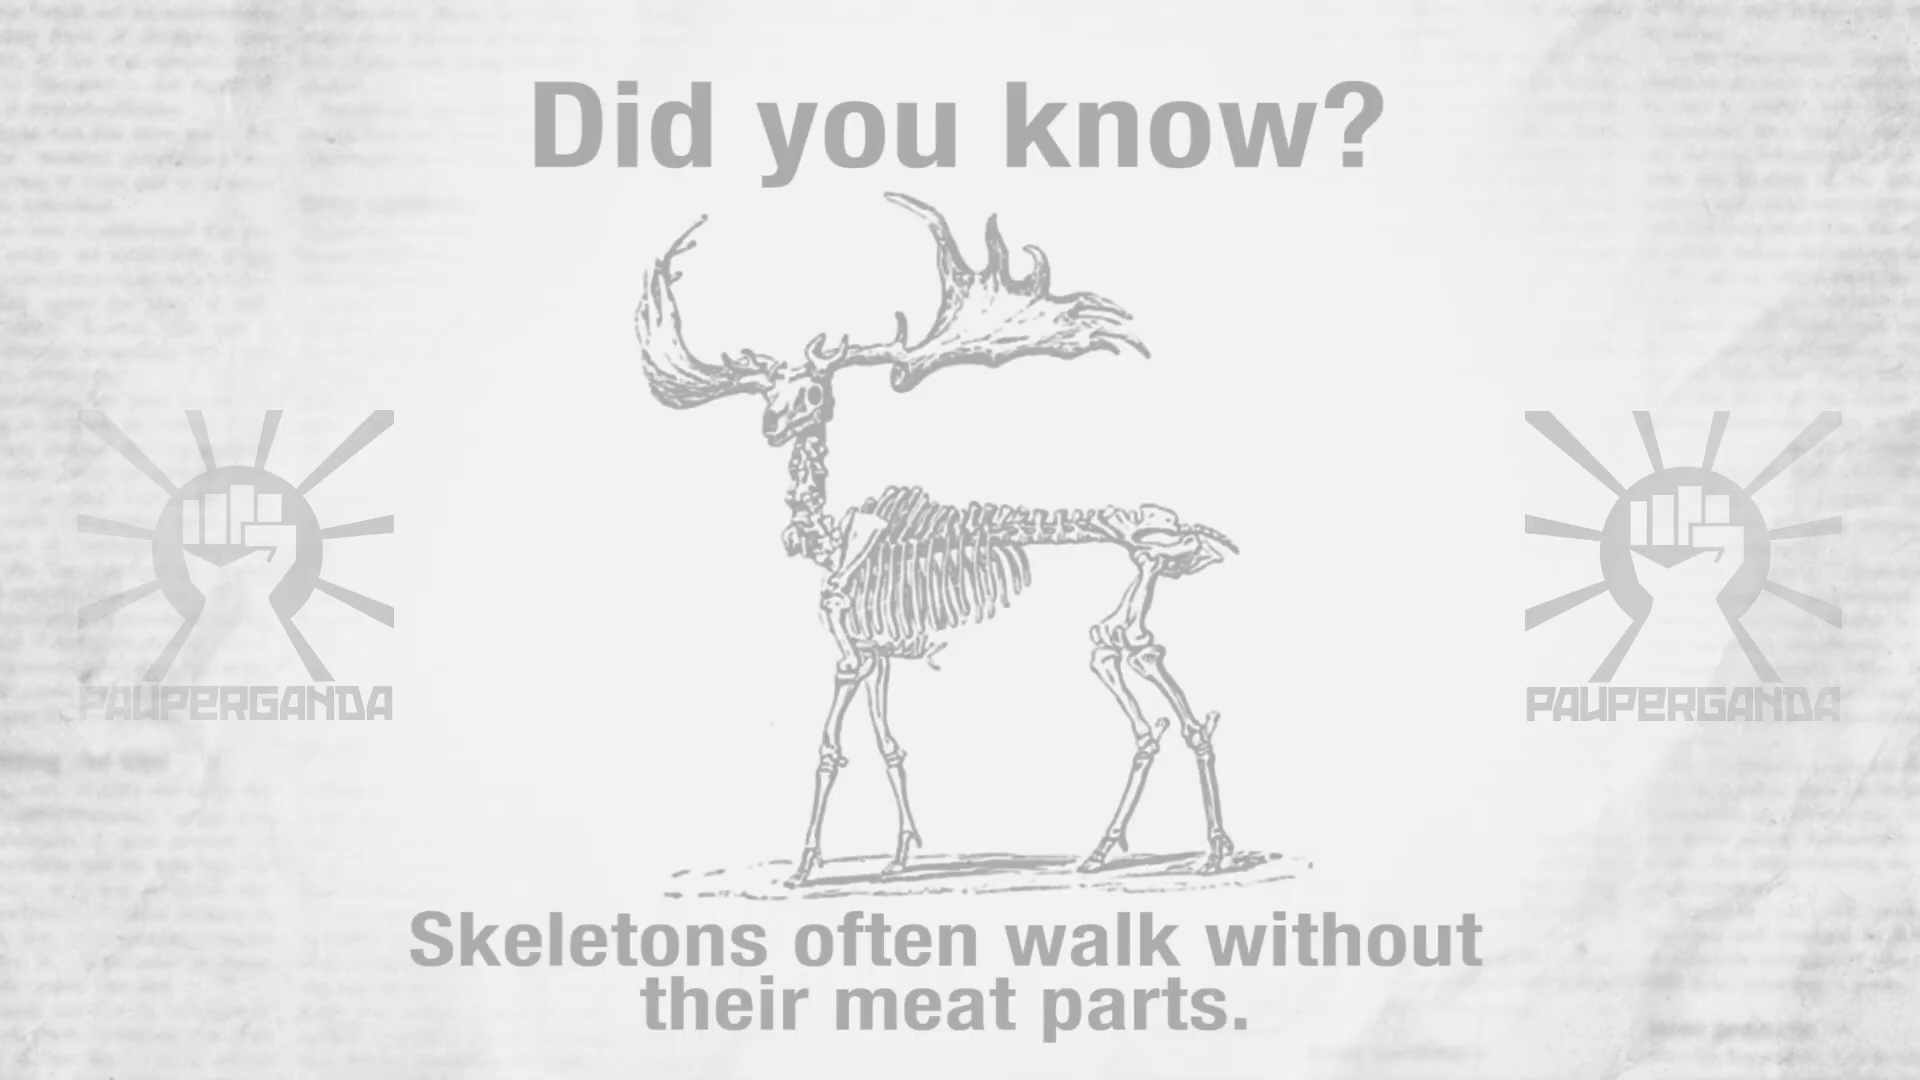 Did you know?
PAUPERGANDA
PAUPERGANDA
Skeletons often walk without
their meat parts.